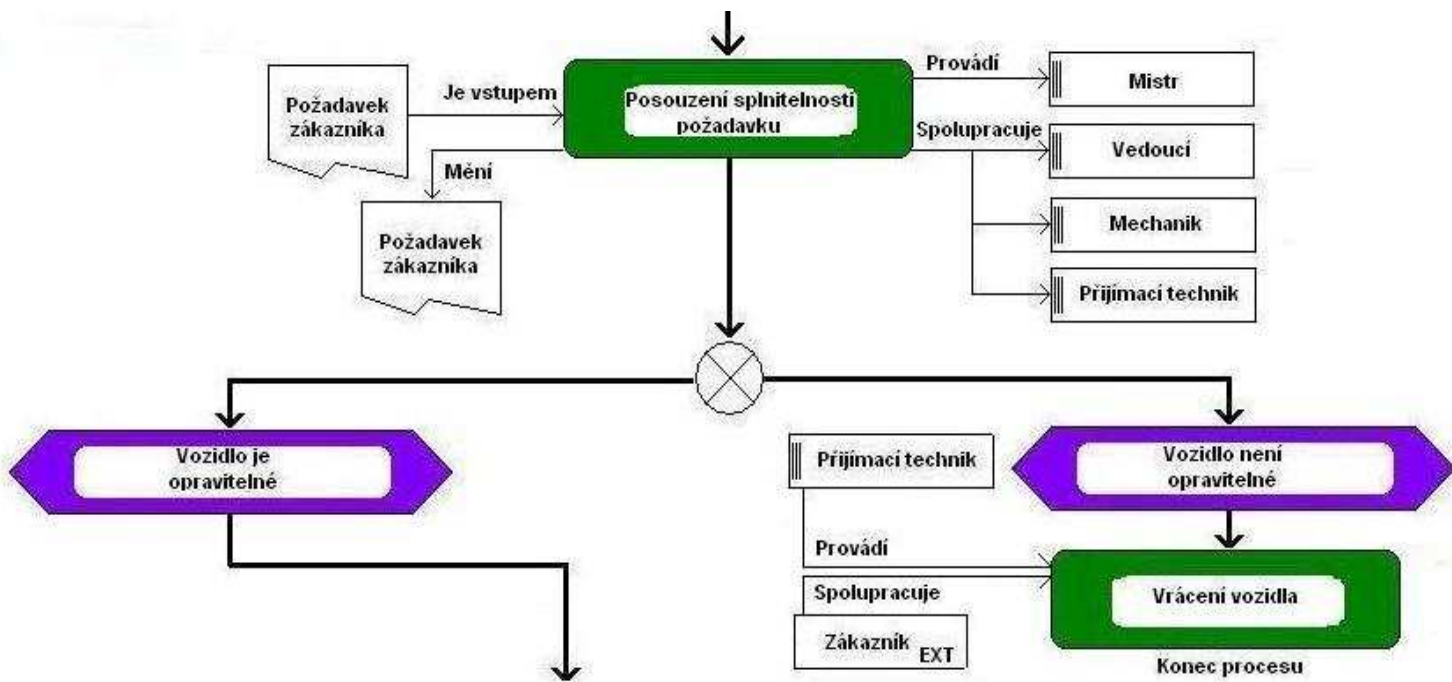 Provádí
Mistr
Je vstupem
Požadavek
zákazníka
Posouzení splnitelnosti
požadavku
Spolupracuje
Vedoucí
Mění
Mechanik
Požadavek
zákazníka
Přijímací technik
Vozidlo je
opravitelné
Přijímací technik
Vozidlo není
opravitelné
Provádí
Spolupracuje
Vrácení vozidla
Zákazník EXT
Konec procesu